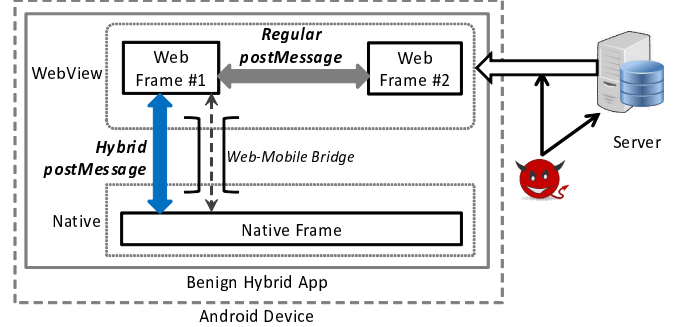 Regular
postMessage
Web
Frame #1
Web
Frame #2
WebView
Server
Hybrid
postMessage
Web-Mobile Bridge
Native
Native Frame
Benign Hybrid App
Android Device